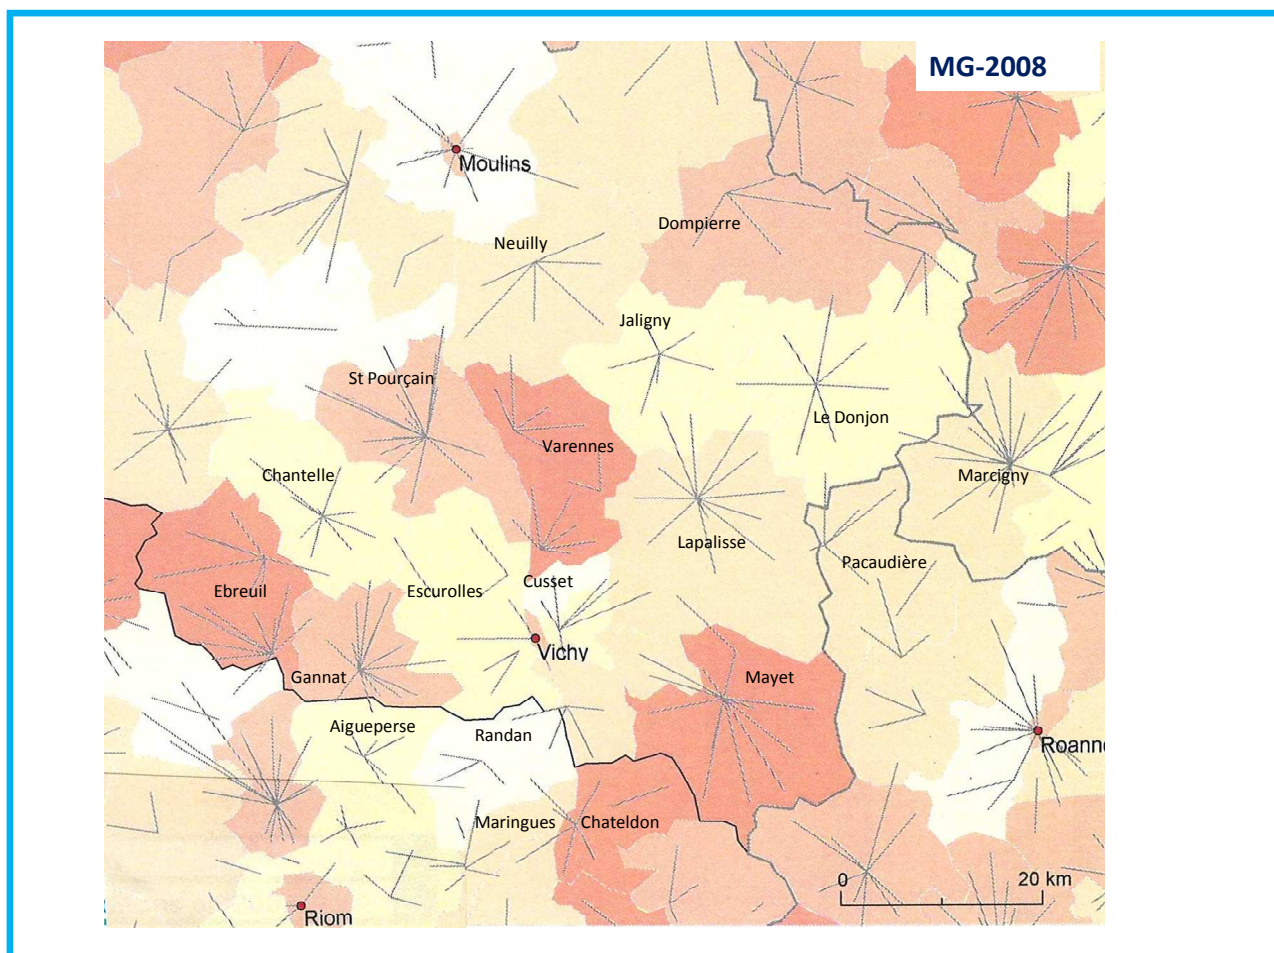 MG-2008
Moulins
Dompierre
Neuilly
Jaligny
St Pourçain
Le Donjon
Varennes
Chantelle
Marcigny
Lapalisse
Pacaudière
Cusset
Ebreuil
Escurolles
Vichy
Gannat
Mayet
Aigueperse
Randan
Roann
Maringues
Chateldon
0 20 km
Riom